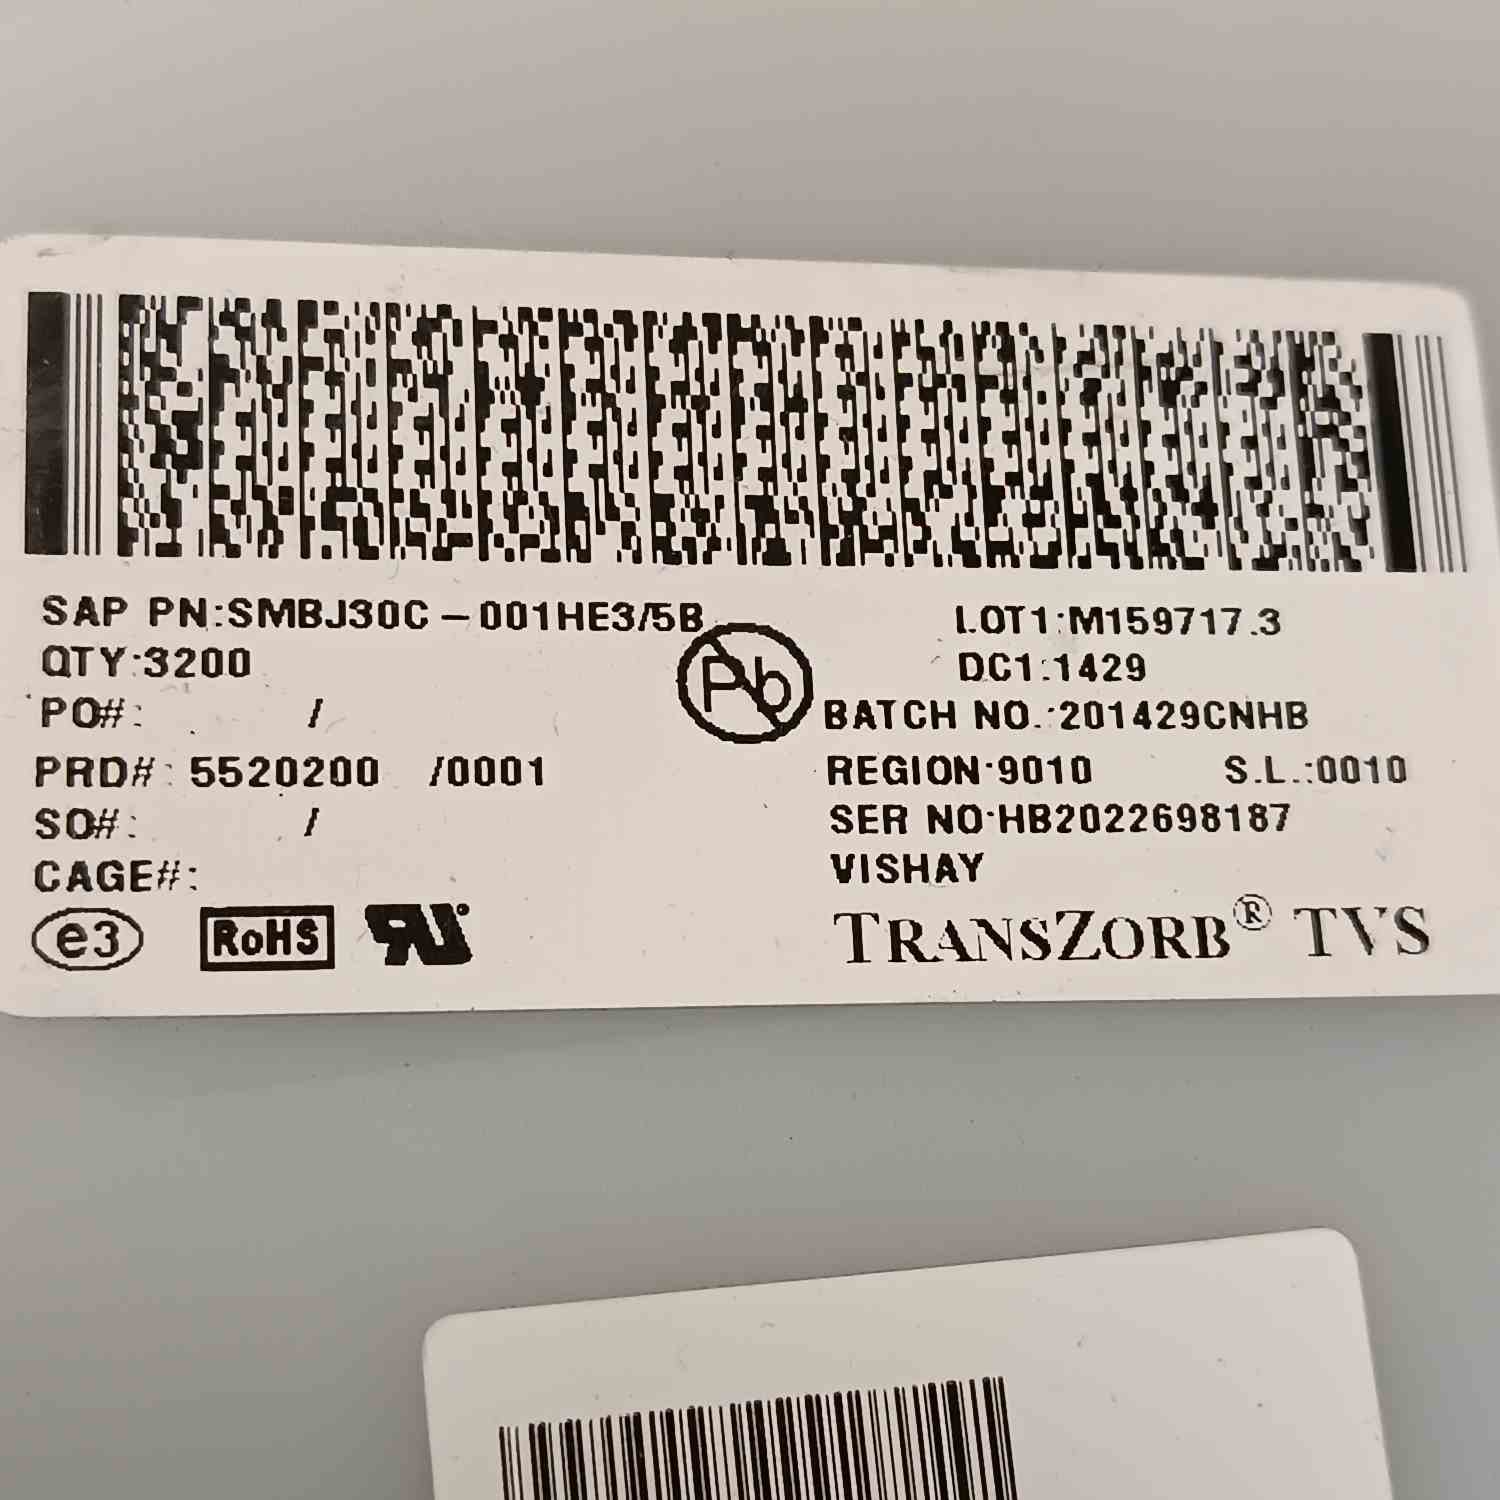 SAP PN:SMBJ30C-001HE3/5B
QTY:3200
PO#: /
PRD#: 5520200 /0001
SO#: /
CAGE#:
e3 RoHS
Pb
LOT1:M159717.3
DC1:1429
BATCH NO.:201429CNHB
REGION:9010 S.L.:0010
SER NO:HB2022698187
VISHAY
TRANSZORB® TVS